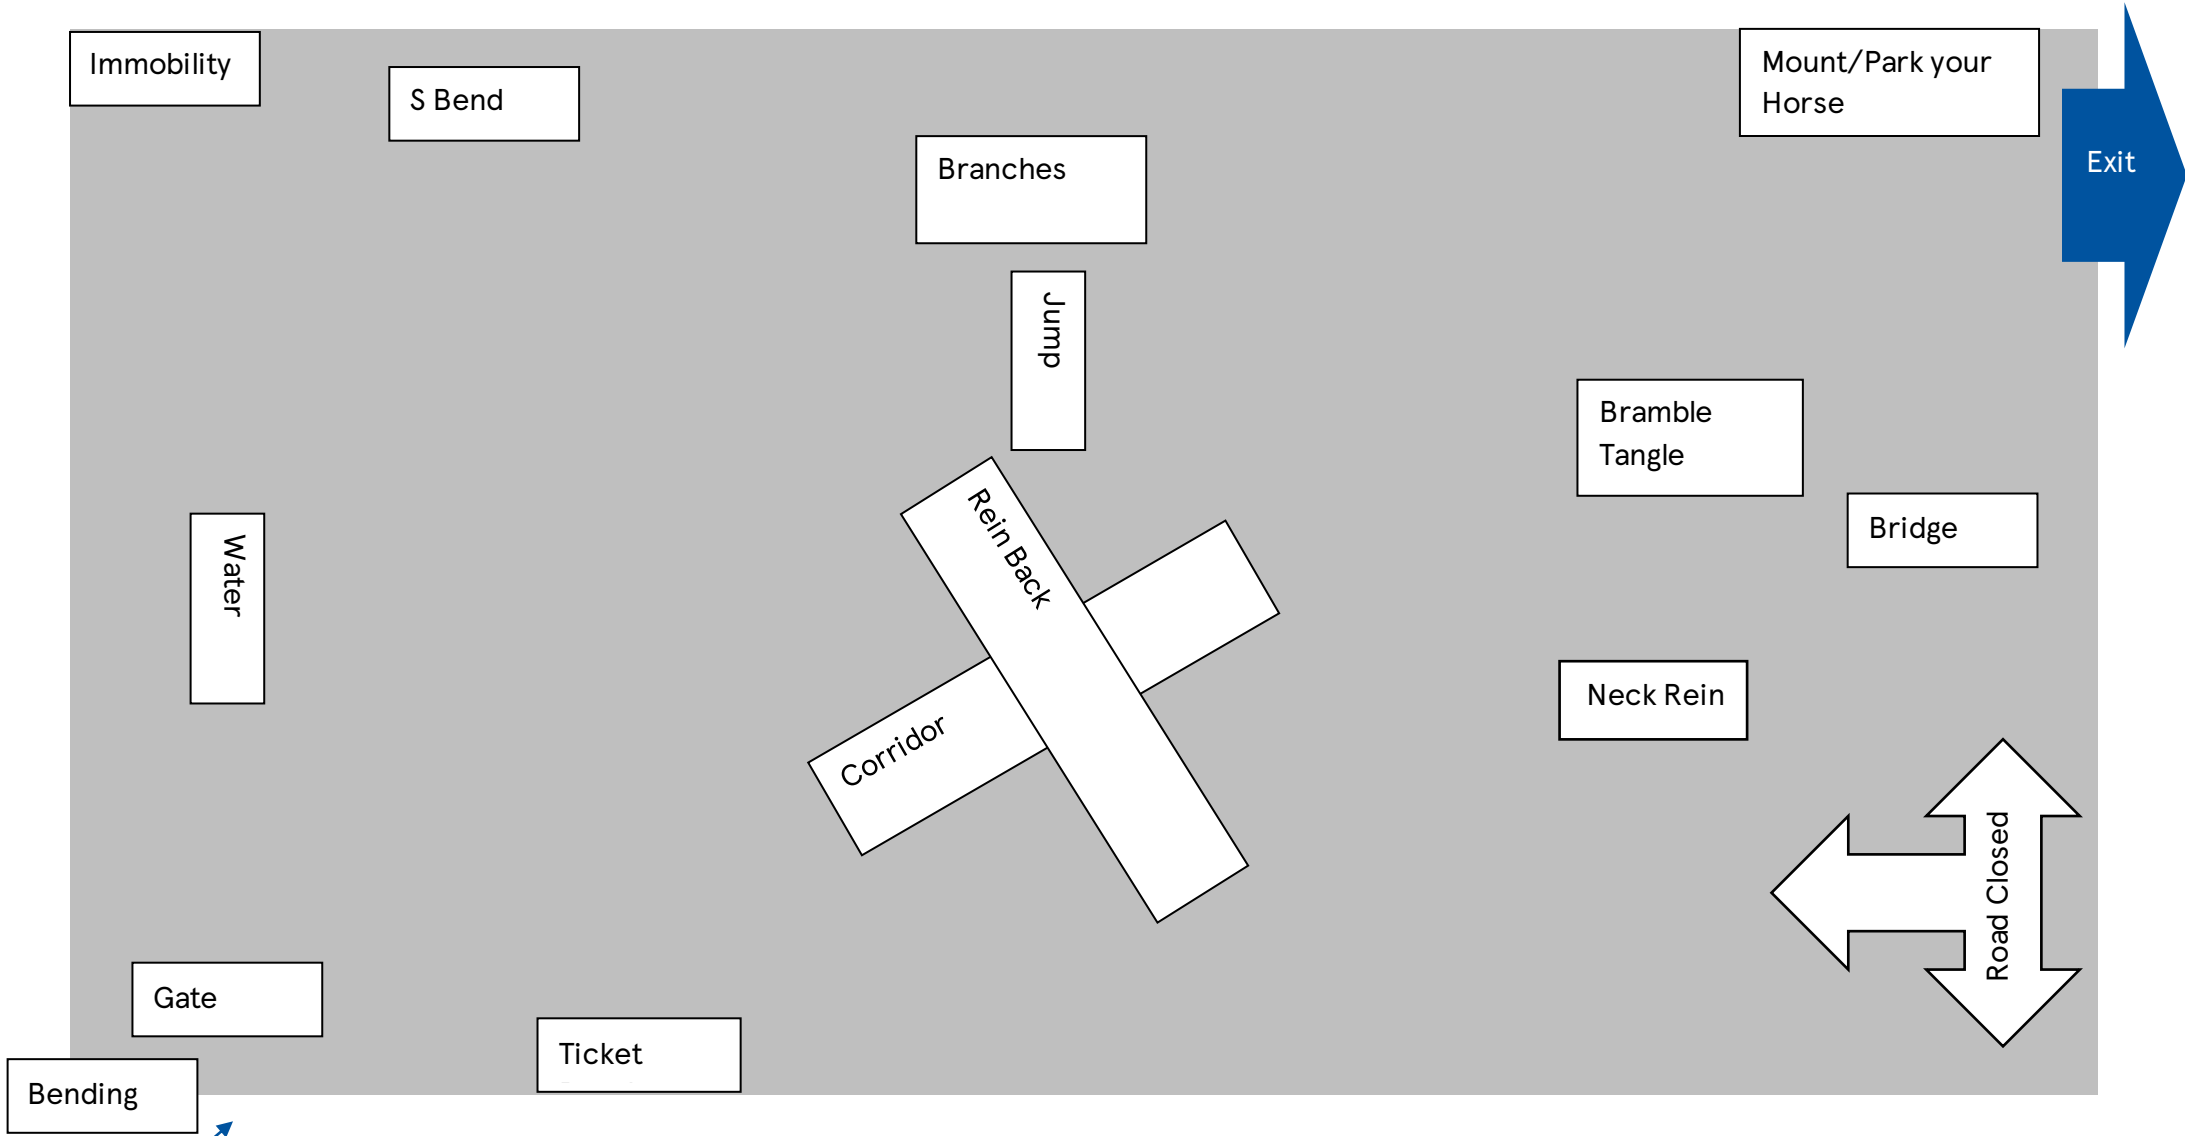 Immobility
S Bend
Mount/Park your
Horse
Exit
Branches
Jump
Bramble
Tangle
Rein Back
Bridge
Water
Neck Rein
Corridor
Road Closed
Gate
Ticket
Bending